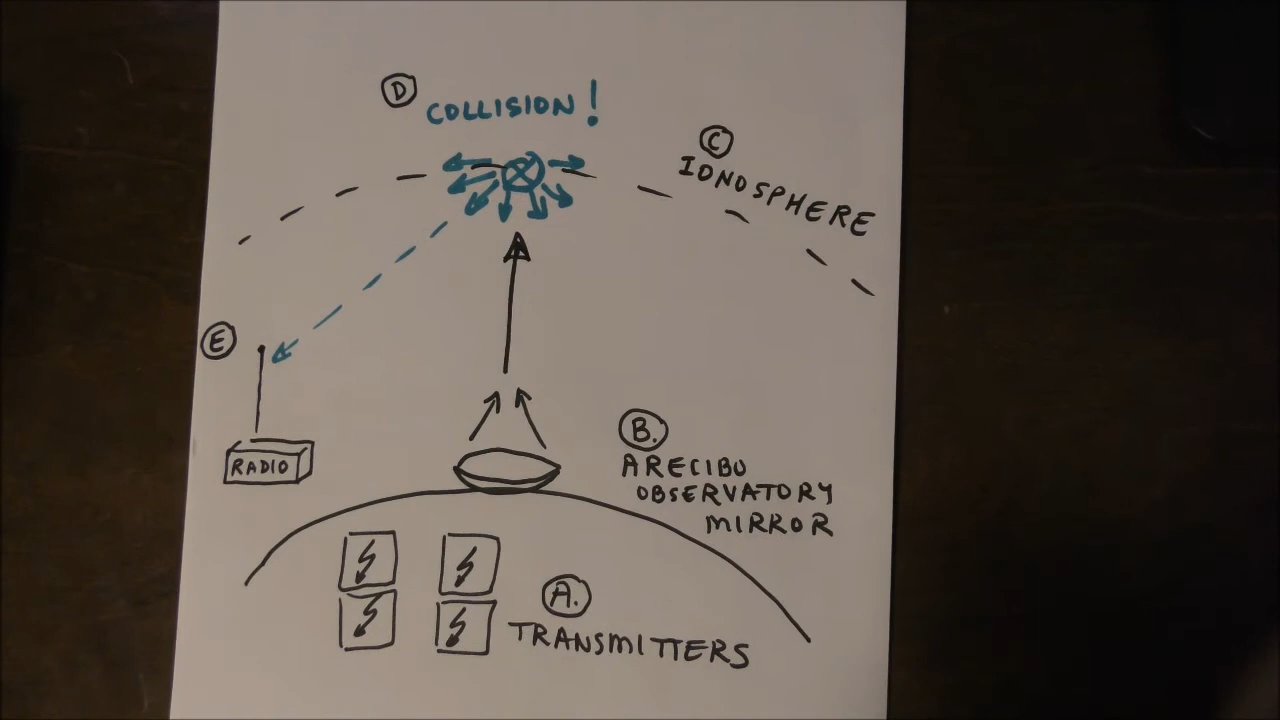 D
COLLISION!
C
IONOSPHERE
E
RADIO
B.
ARECIBO
OBSERVATORY
MIRROR
A.
TRANSMITTERS